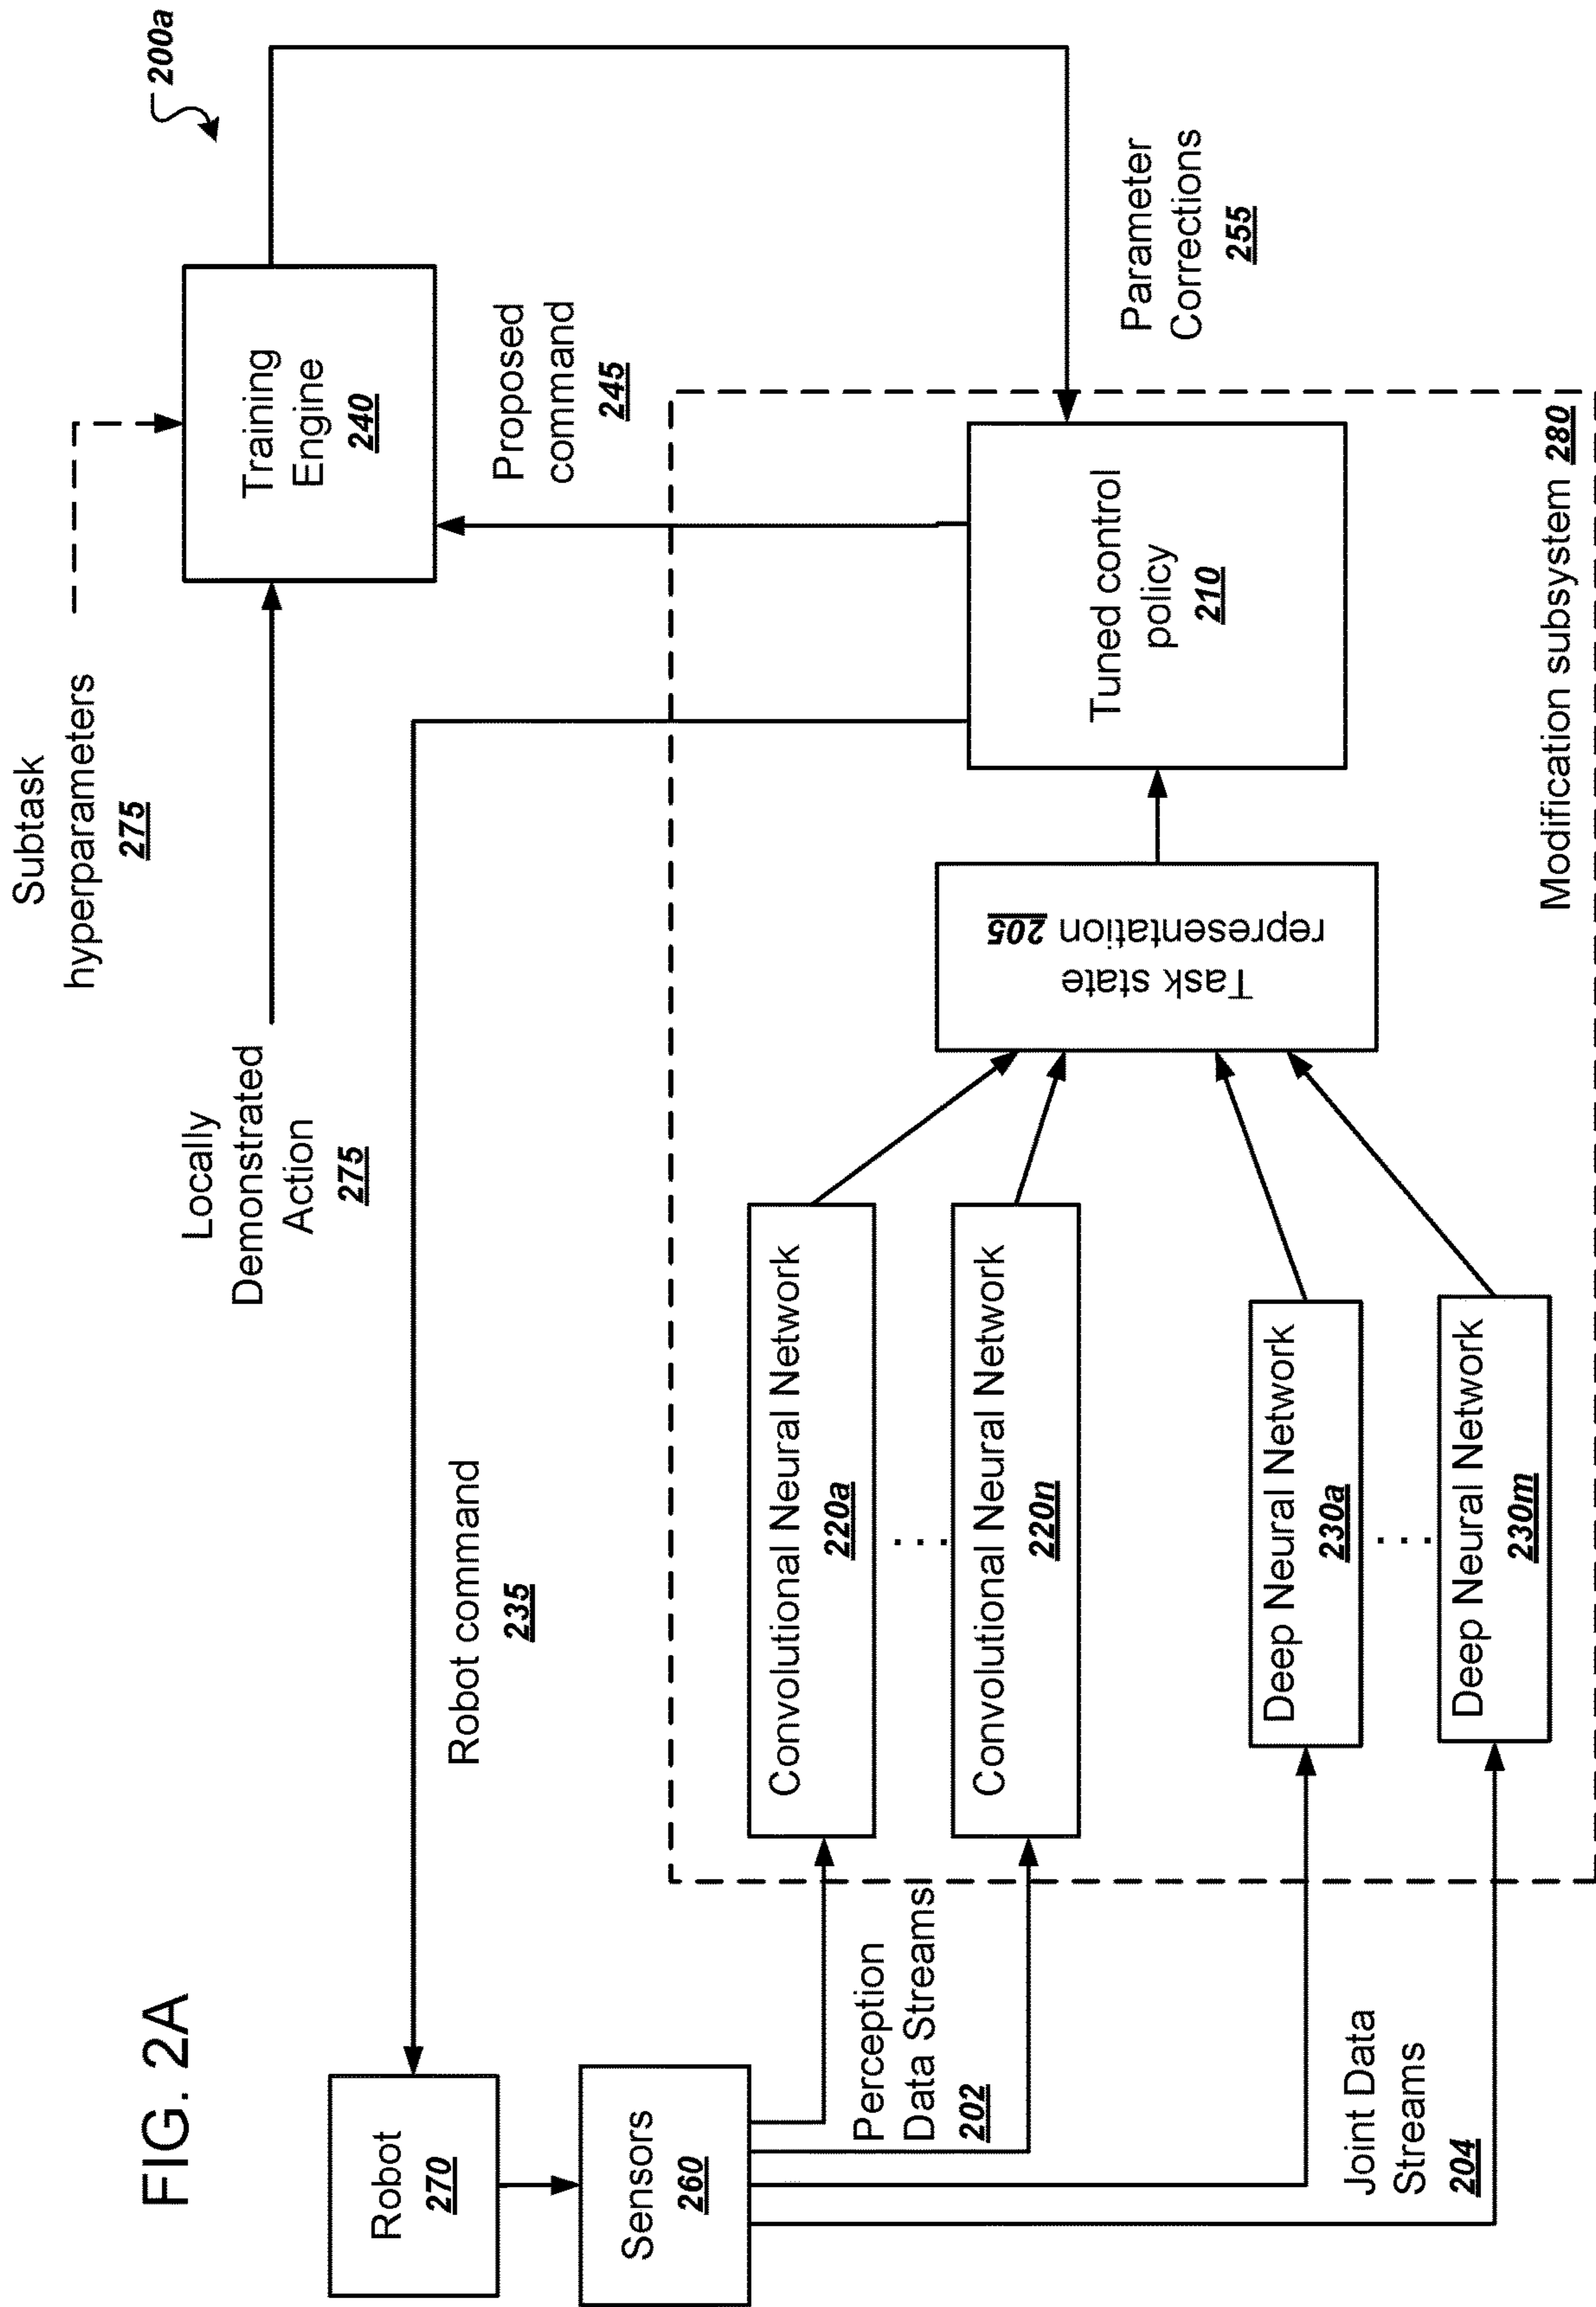 FIG. 2A
200a
Subtask
hyperparameters
275
Locally
Demonstrated
Action
275
Training
Engine
240
Robot
270
Robot command
235
Proposed
command
245
Sensors
260
Perception
Data Streams
202
Joint Data
Streams
204
Convolutional Neural Network
220a
...
Convolutional Neural Network
220n
Deep Neural Network
230a
...
Deep Neural Network
230m
Task state
representation 205
Tuned control
policy
210
Parameter
Corrections
255
Modification subsystem 280